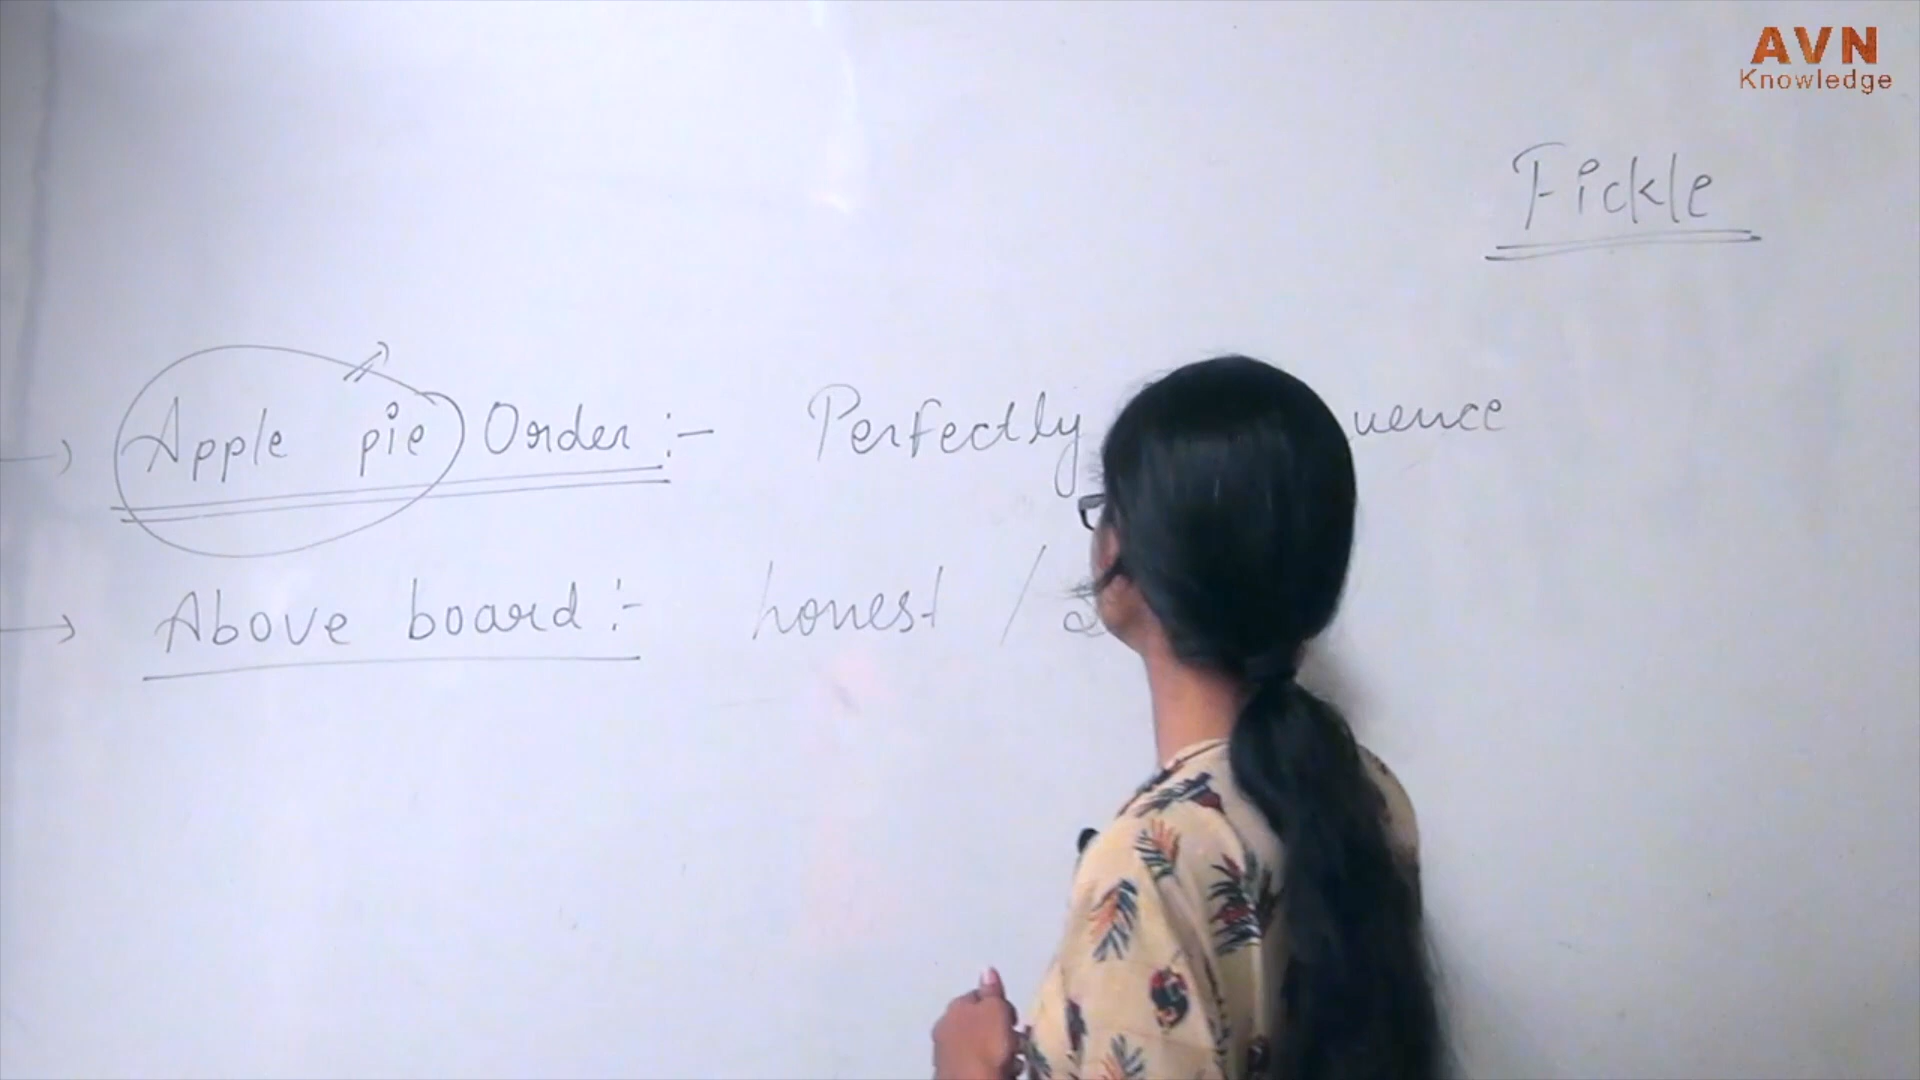 AVN
Knowledge
Fickle
→ Apple pie Order :- Perfectly uence
→ Above board :- honest /